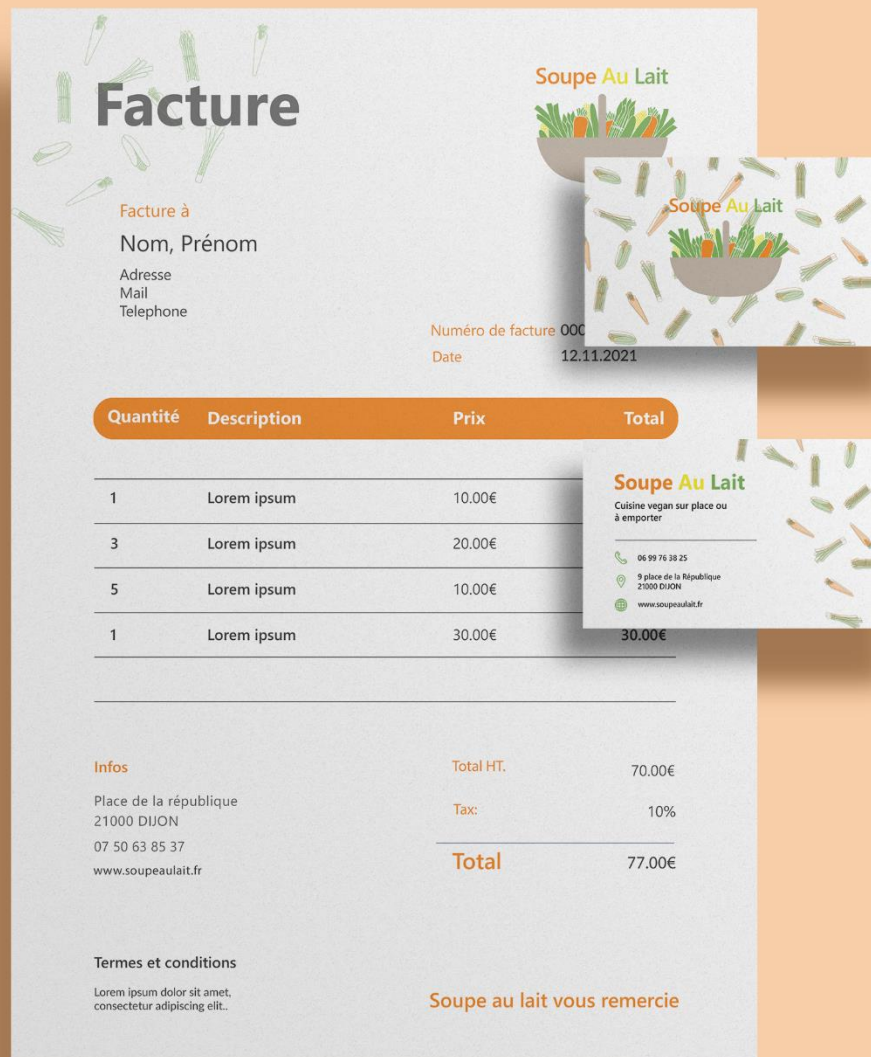 Facture
Soupe Au Lait
Facture à
Nom, Prénom
Adresse
Mail
Telephone
Soupe Au Lait
Numéro de facture 000
Date 12.11.2021
Quantité Description Prix Total
1 Lorem ipsum 10.00€
3 Lorem ipsum 20.00€
5 Lorem ipsum 10.00€
1 Lorem ipsum 30.00€ 30.00€
Soupe Au Lait
Cuisine vegan sur place ou
à emporter
06 99 76 38 25
9 place de la République
21000 DIJON
www.soupeaulait.fr
Infos
Place de la république
21000 DIJON
07 50 63 85 37
www.soupeaulait.fr
Total HT. 70.00€
Tax: 10%
Total 77.00€
Termes et conditions
Lorem ipsum dolor sit amet,
consectetur adipiscing elit..
Soupe au lait vous remercie